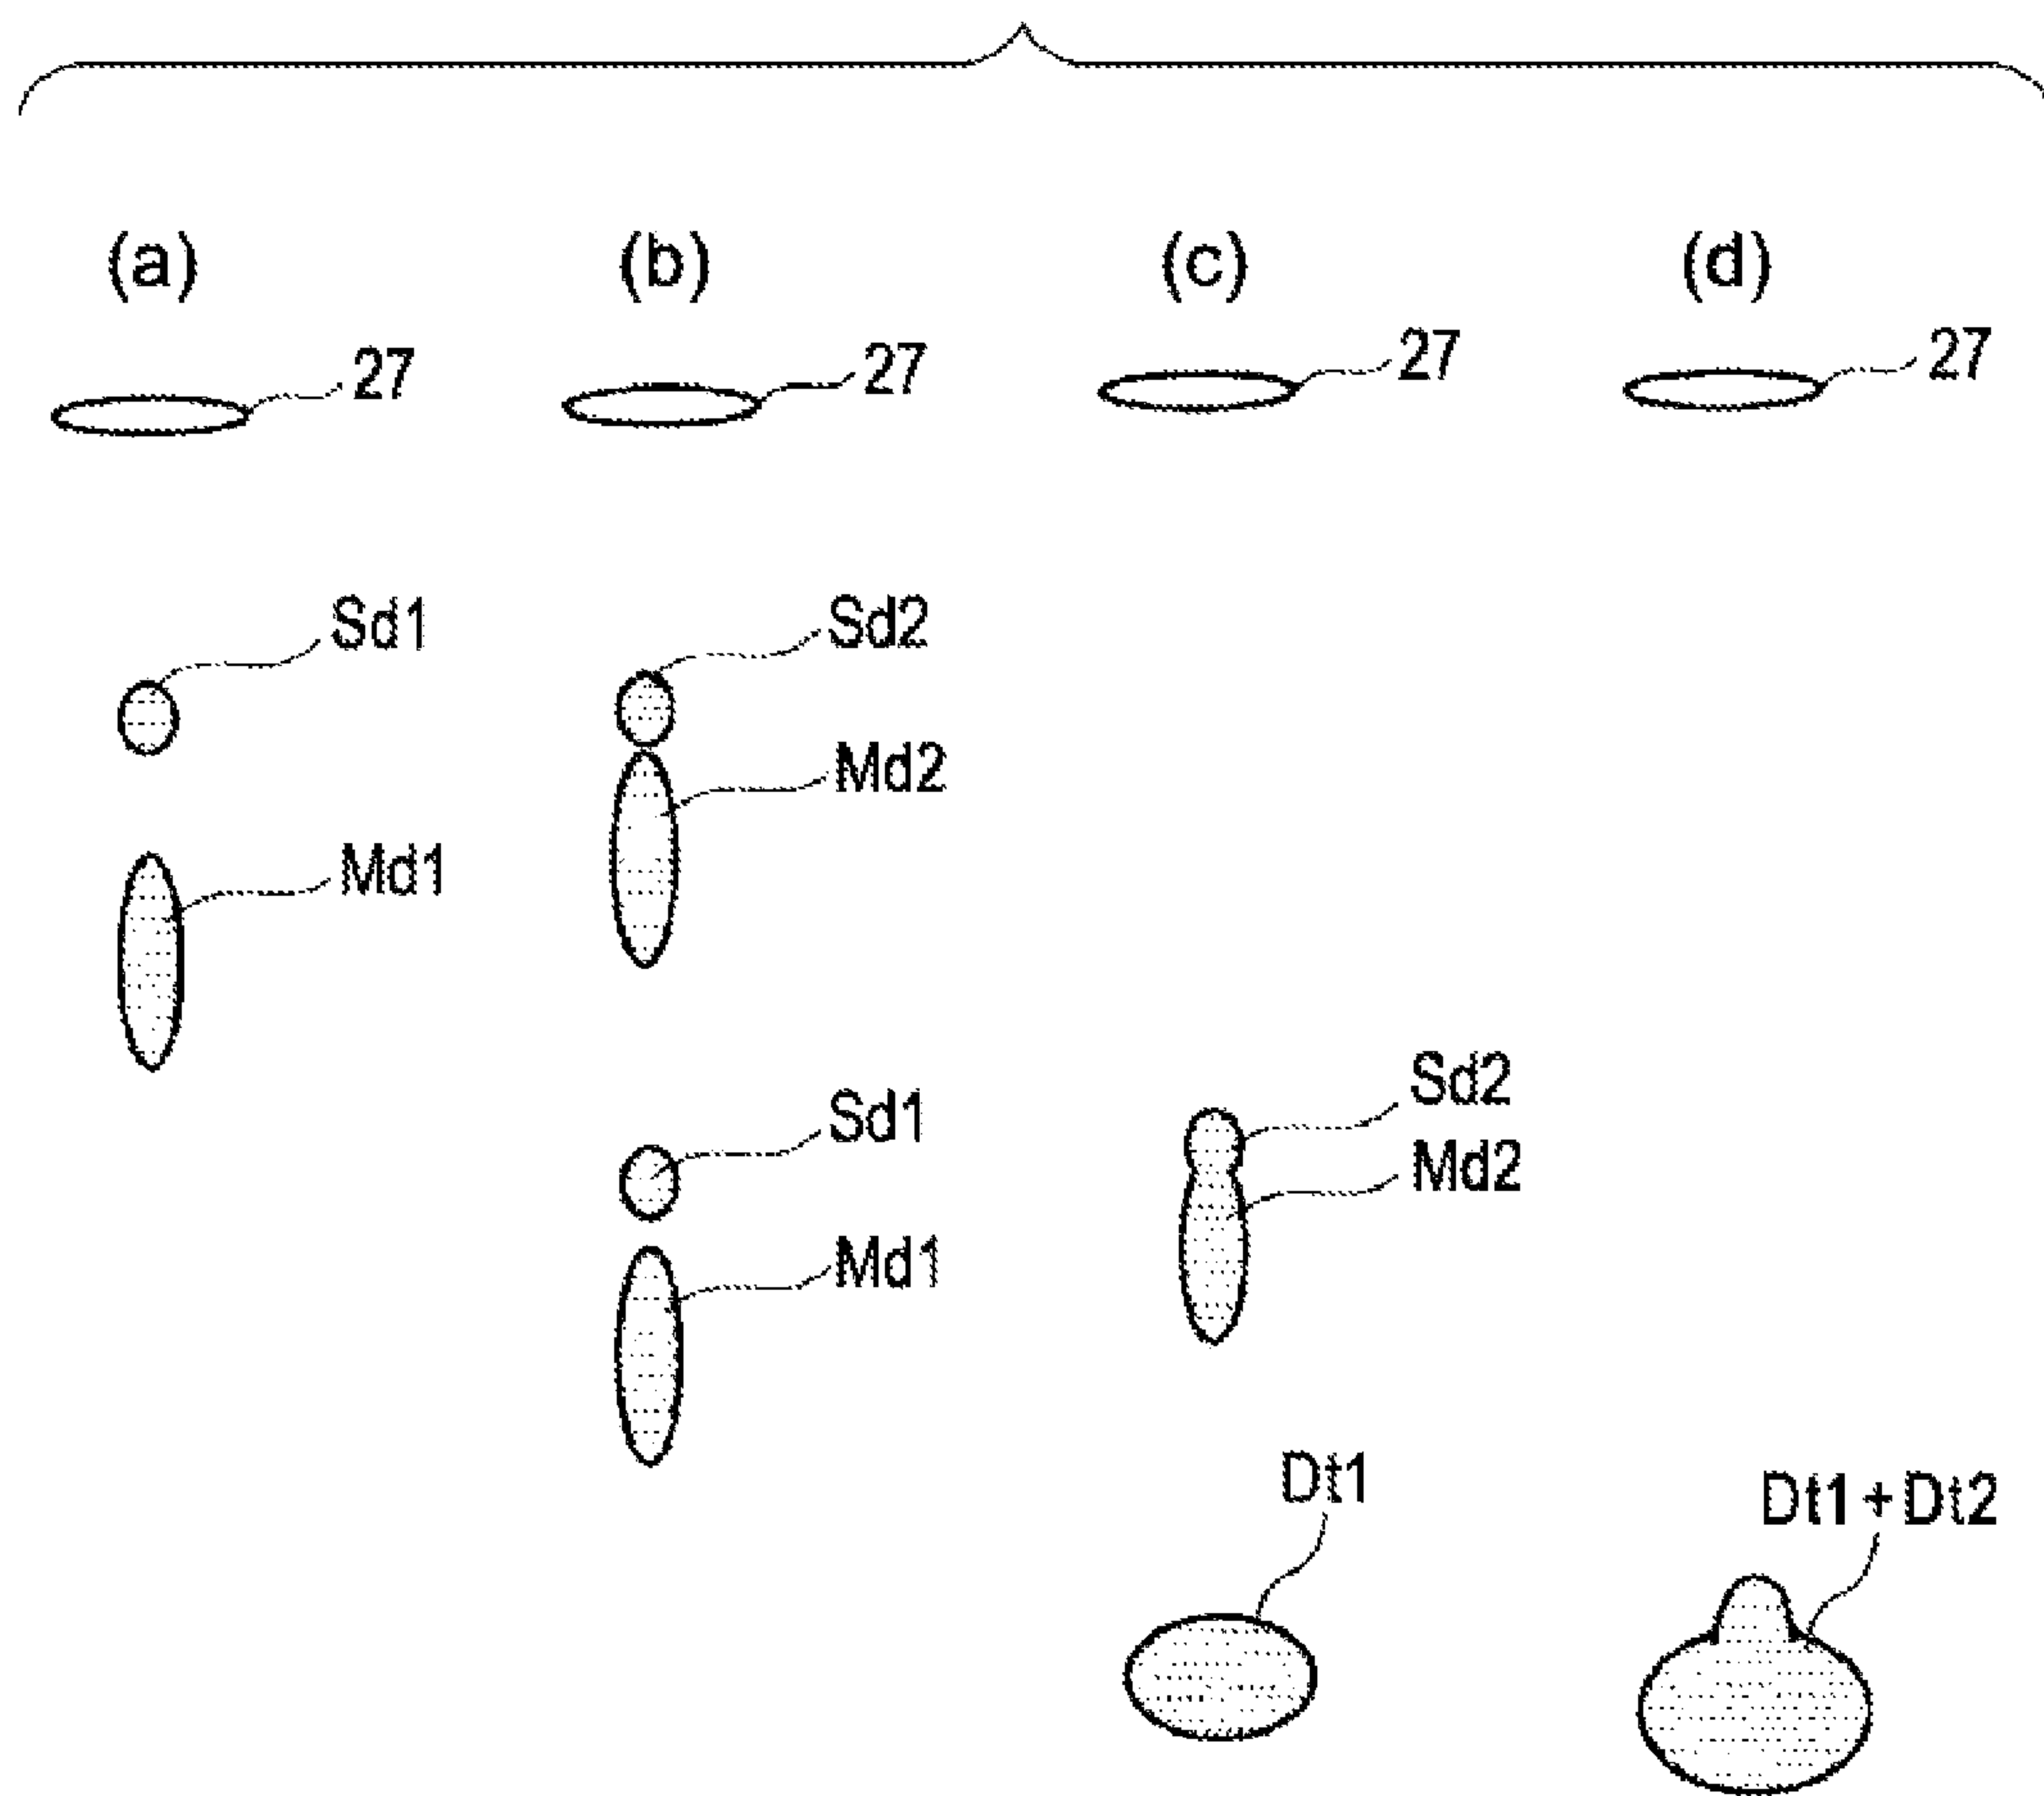 (a) (b) (c) (d)
27 27 27 27
Sd1 Sd2
Md2
Md1
Sd2
Sd1
Md2
Md1
Dt1
Dt1+Dt2